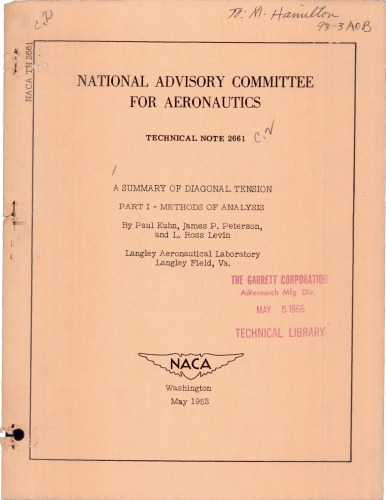 c.2
T. M. Hamilton
93-3 AOB
NACA TN 2661
NATIONAL ADVISORY COMMITTEE
FOR AERONAUTICS
TECHNICAL NOTE 2661
c.2
A SUMMARY OF DIAGONAL TENSION
PART I - METHODS OF ANALYSIS
By Paul Kuhn, James P. Peterson,
and L. Ross Levin
Langley Aeronautical Laboratory
Langley Field, Va.
THE GARRETT CORPORATION
AiResearch Mfg. Div.
MAY 5 1966
TECHNICAL LIBRARY
NACA
Washington
May 1952